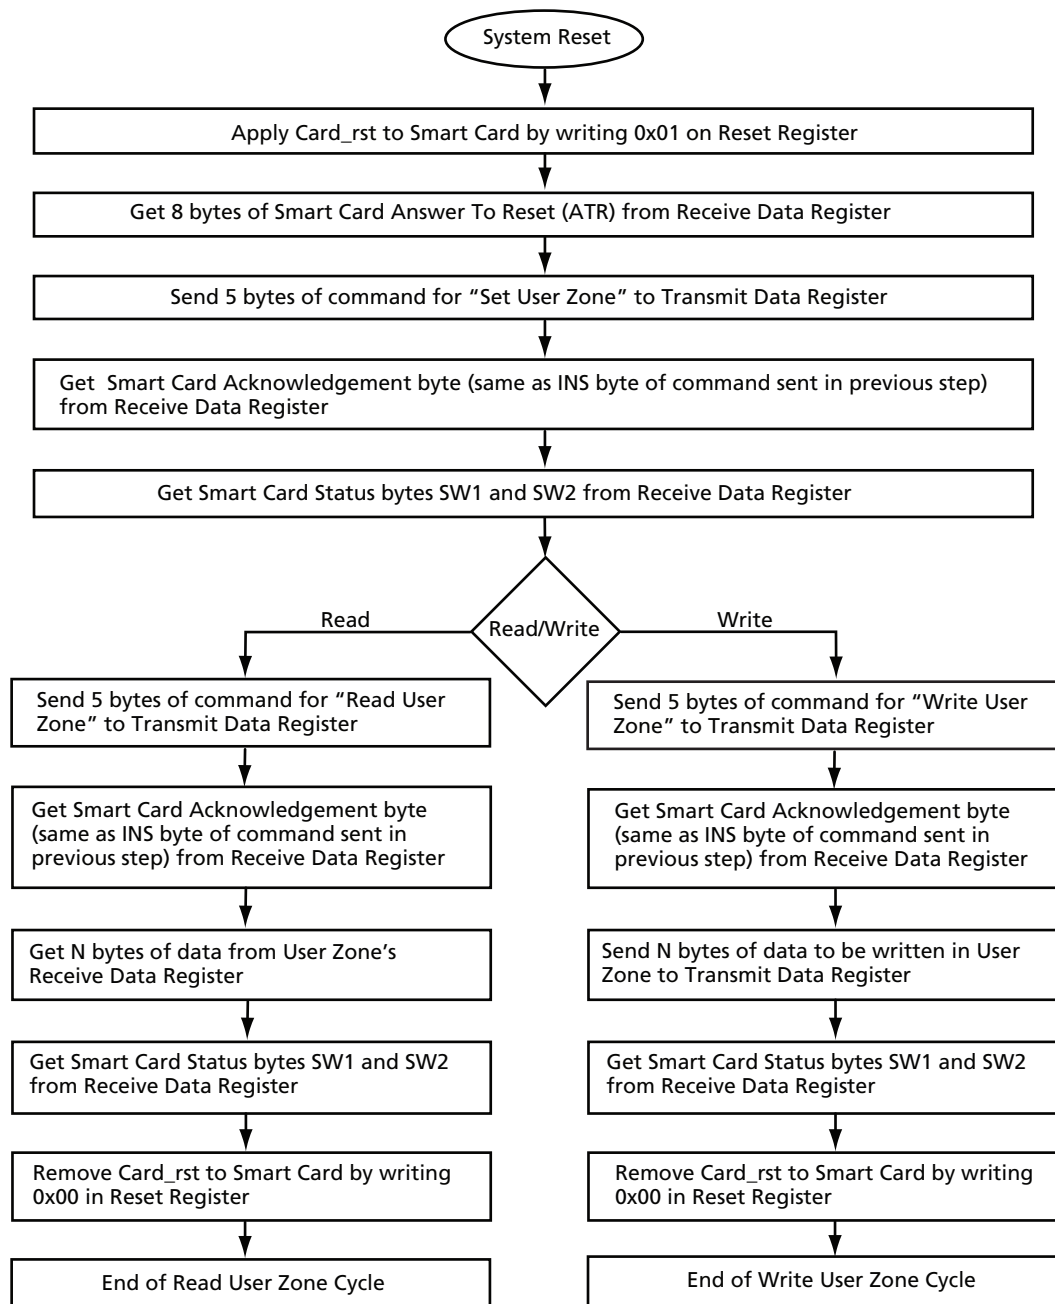 System Reset
Apply Card_rst to Smart Card by writing 0x01 on Reset Register
Get 8 bytes of Smart Card Answer To Reset (ATR) from Receive Data Register
Send 5 bytes of command for “Set User Zone” to Transmit Data Register
Get Smart Card Acknowledgement byte (same as INS byte of command sent in previous step)
from Receive Data Register
Get Smart Card Status bytes SW1 and SW2 from Receive Data Register
Read/Write
Read
Send 5 bytes of command for “Read User
Zone” to Transmit Data Register
Get Smart Card Acknowledgement byte
(same as INS byte of command sent in
previous step) from Receive Data Register
Get N bytes of data from User Zone’s
Receive Data Register
Get Smart Card Status bytes SW1 and SW2
from Receive Data Register
Remove Card_rst to Smart Card by writing
0x00 in Reset Register
End of Read User Zone Cycle
Write
Send 5 bytes of command for “Write User
Zone” to Transmit Data Register
Get Smart Card Acknowledgement byte
(same as INS byte of command sent in
previous step) from Receive Data Register
Send N bytes of data to be written in User
Zone to Transmit Data Register
Get Smart Card Status bytes SW1 and SW2
from Receive Data Register
Remove Card_rst to Smart Card by writing
0x00 in Reset Register
End of Write User Zone Cycle